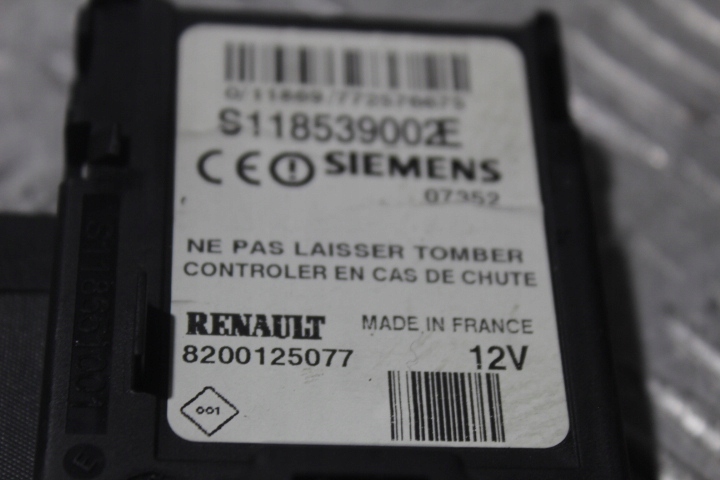 S118539002E
CE SIEMENS
07352
NE PAS LAISSER TOMBER
CONTROLER EN CAS DE CHUTE
RENAULT MADE IN FRANCE
8200125077 12V
001